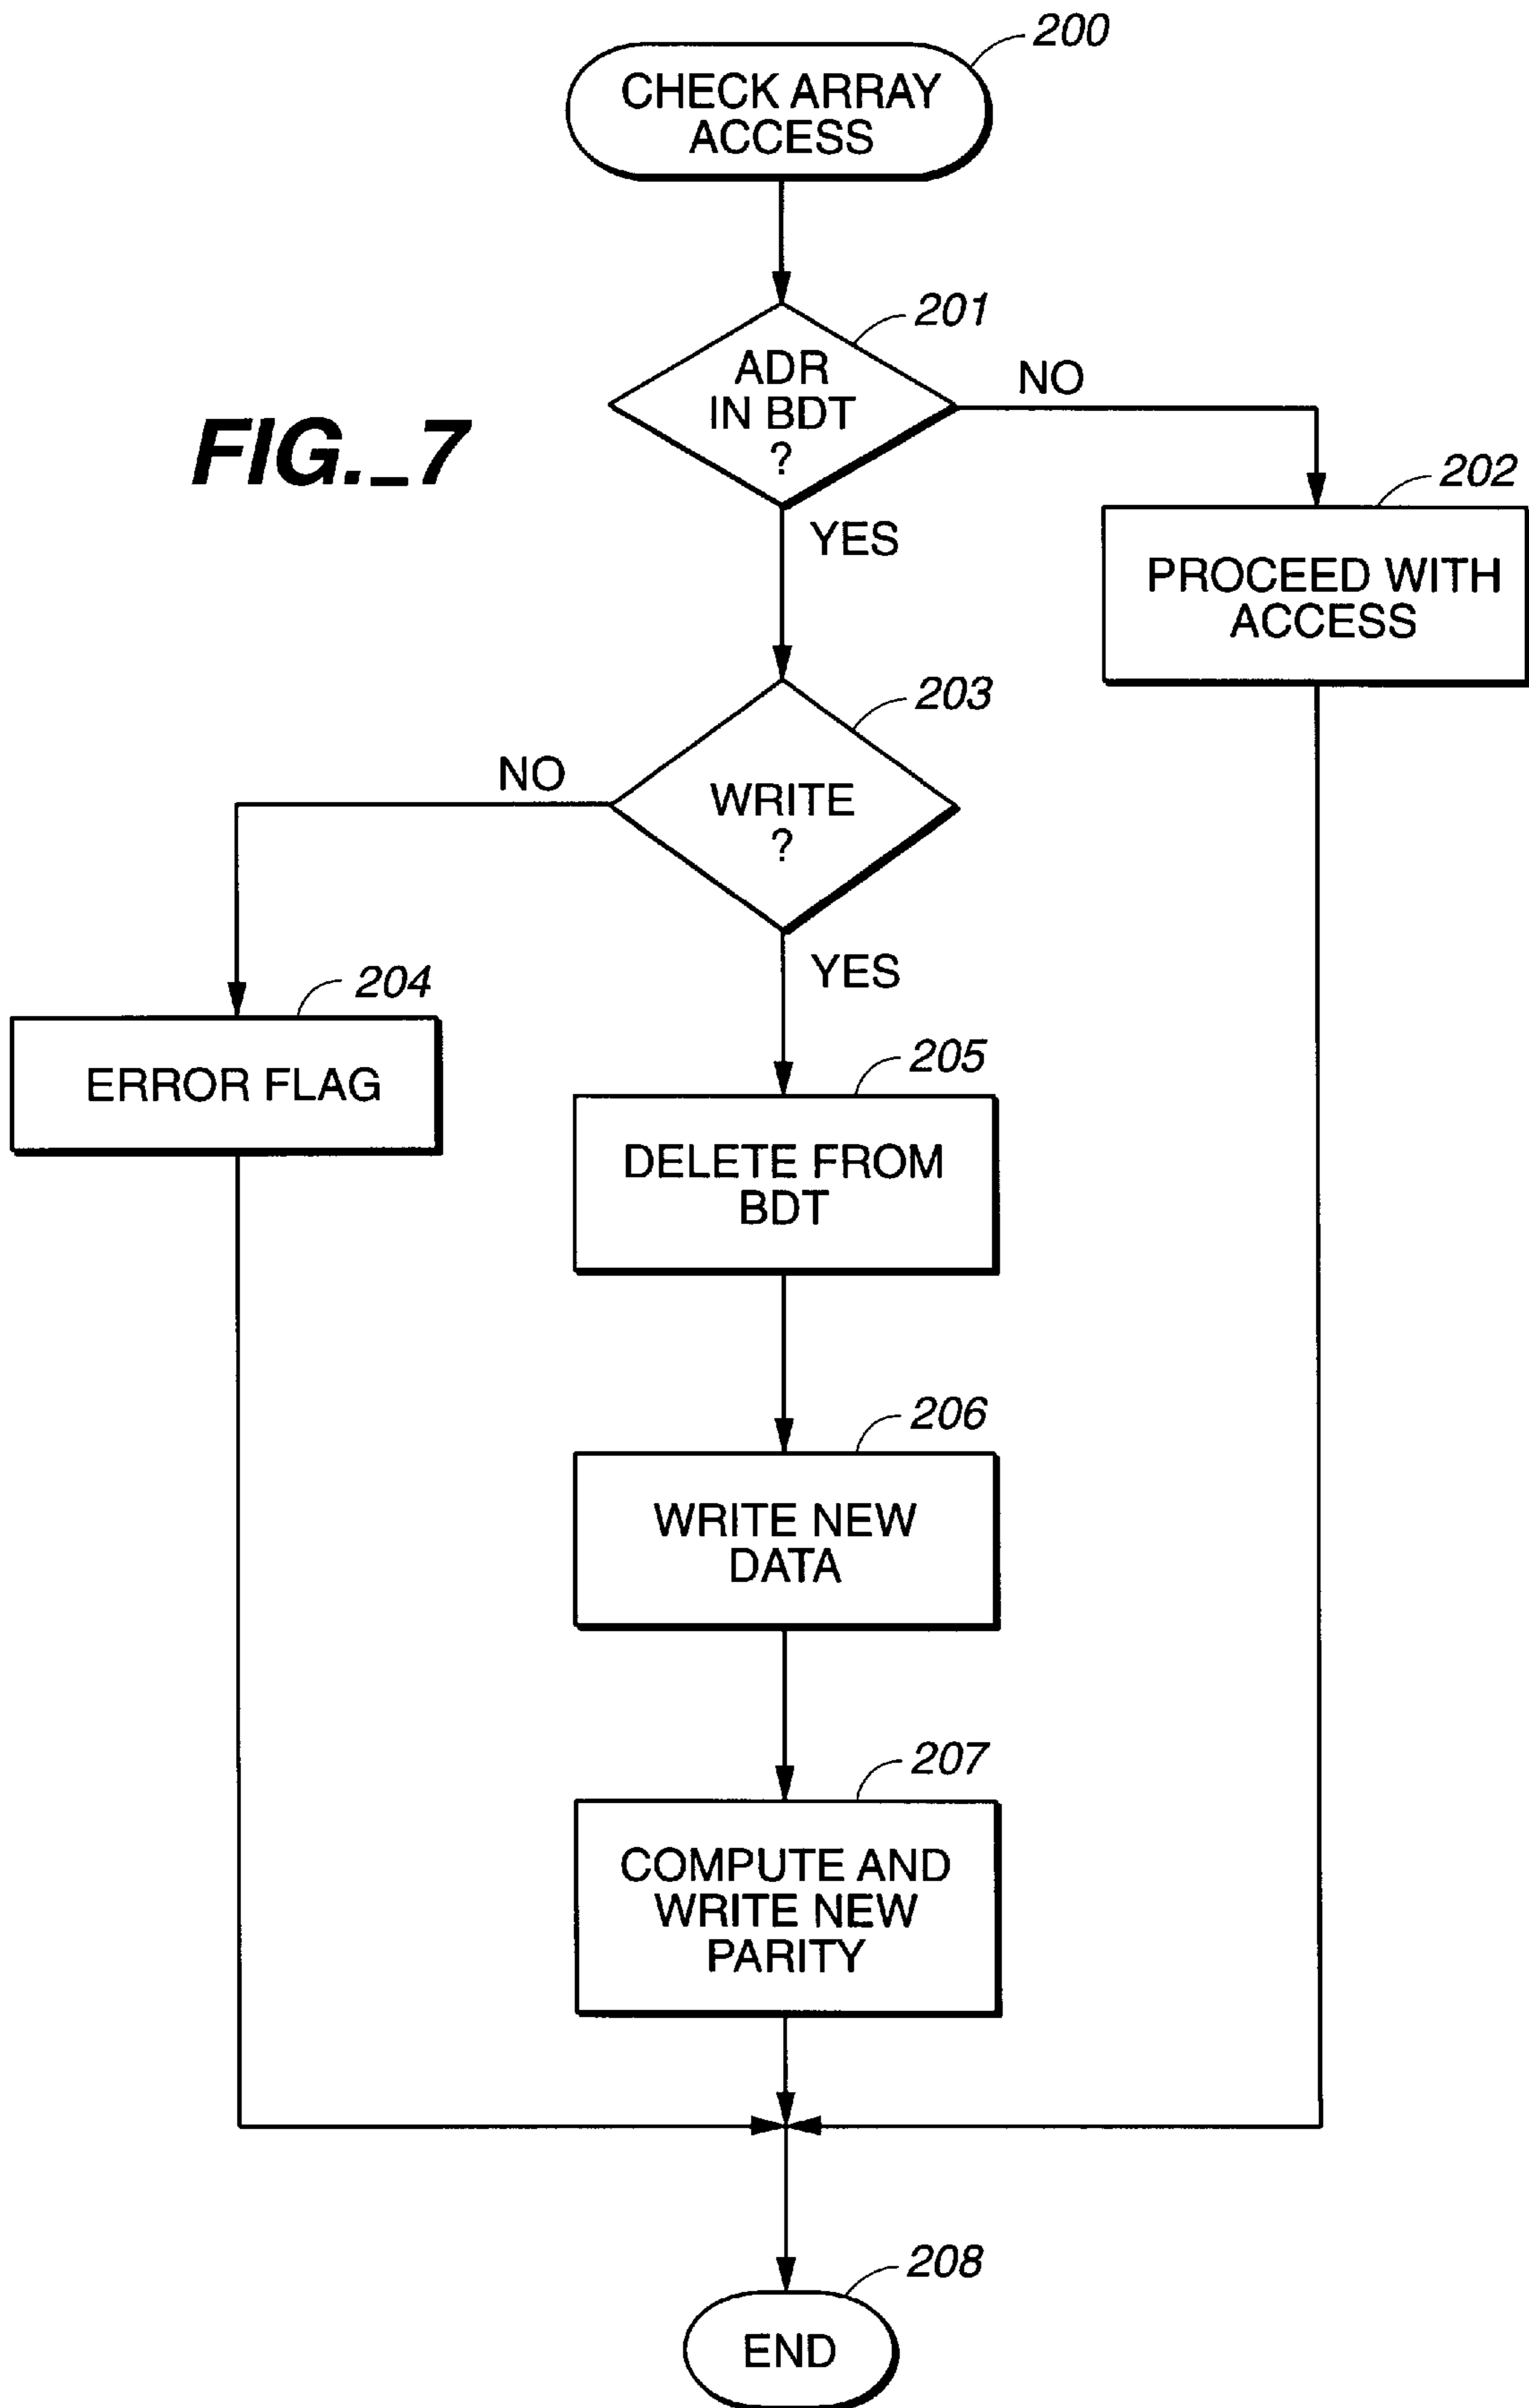 200
CHECK ARRAY
ACCESS
201
ADR
IN BDT
?
NO
FIG._7
YES
202
PROCEED WITH
ACCESS
203
NO
WRITE
?
YES
204
ERROR FLAG
205
DELETE FROM
BDT
206
WRITE NEW
DATA
207
COMPUTE AND
WRITE NEW
PARITY
208
END